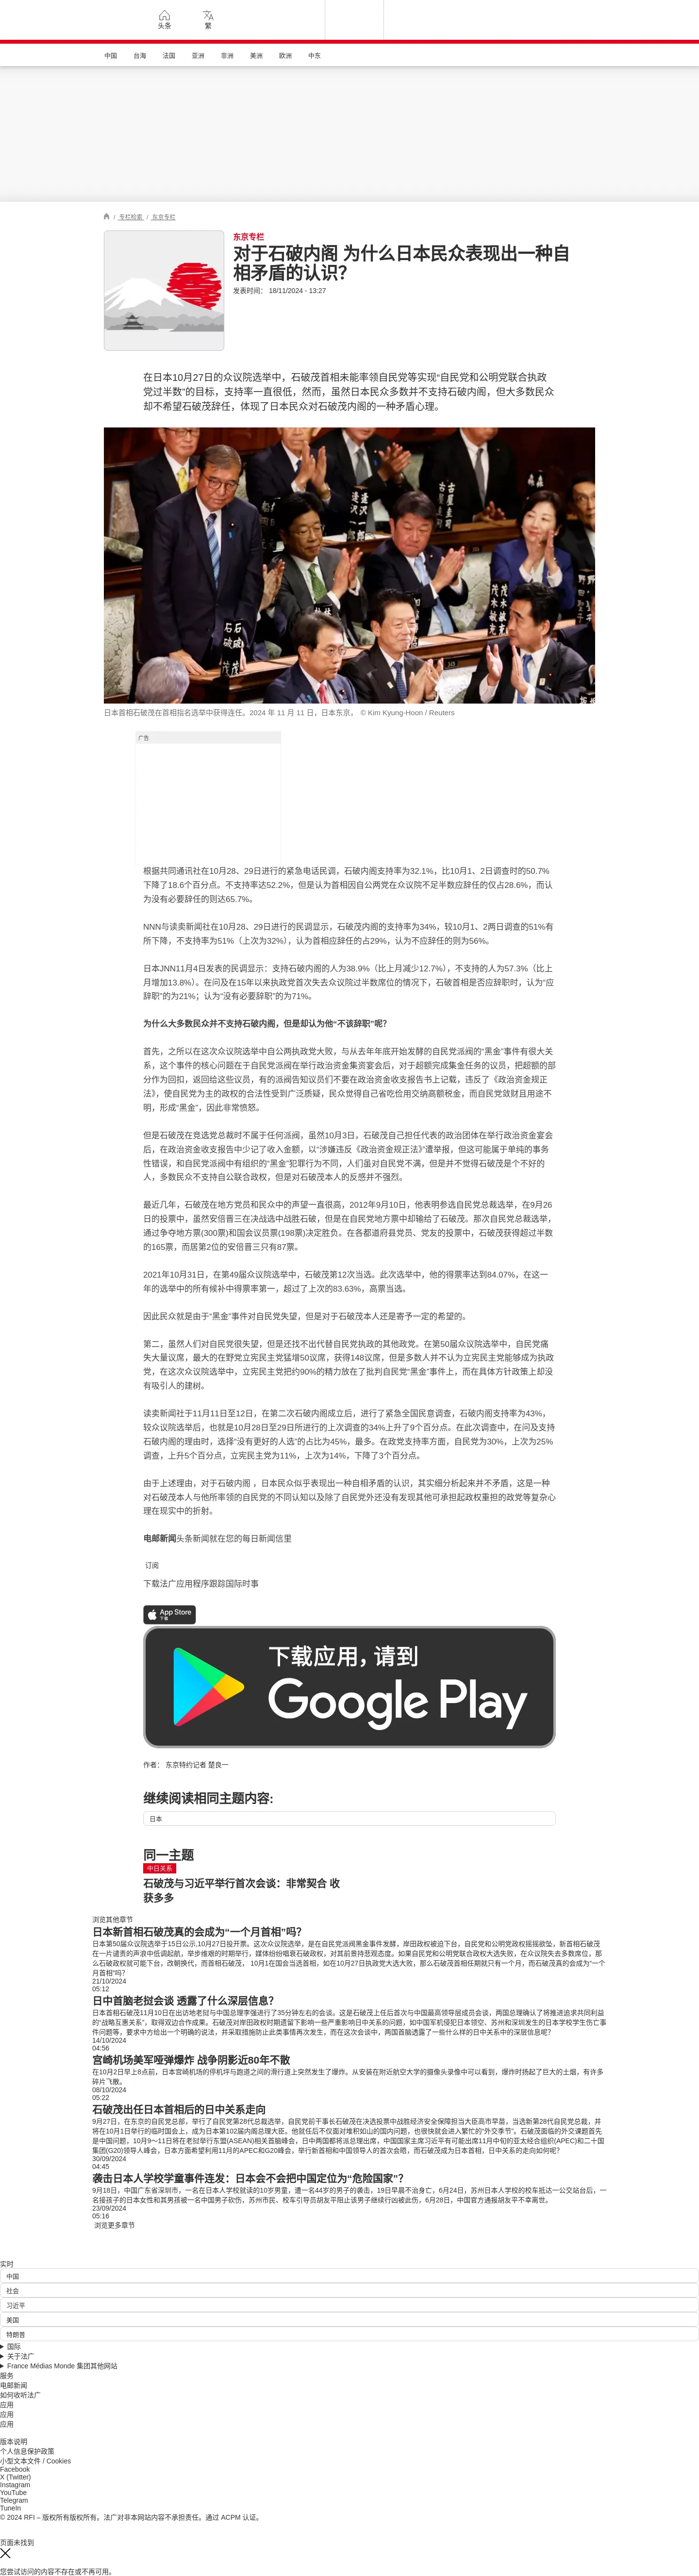 头条
繁
中国 台海 法国 亚洲 非洲 美洲 欧洲 中东
/ 专栏检索 / 东京专栏
东京专栏
对于石破内阁 为什么日本民众表现出一种自
相矛盾的认识？
发表时间： 18/11/2024 - 13:27
在日本10月27日的众议院选举中，石破茂首相未能率领自民党等实现“自民党和公明党联合执政
党过半数”的目标，支持率一直很低，然而，虽然日本民众多数并不支持石破内阁，但大多数民众
却不希望石破茂辞任，体现了日本民众对石破茂内阁的一种矛盾心理。
日本首相石破茂在首相指名选举中获得连任。2024 年 11 月 11 日，日本东京， © Kim Kyung-Hoon / Reuters
广告
根据共同通讯社在10月28、29日进行的紧急电话民调，石破内阁支持率为32.1%，比10月1、2日调查时的50.7%
下降了18.6个百分点。不支持率达52.2%，但是认为首相因自公两党在众议院不足半数应辞任的仅占28.6%，而认
为没有必要辞任的则达65.7%。
NNN与读卖新闻社在10月28、29日进行的民调显示，石破茂内阁的支持率为34%，较10月1、2两日调查的51%有
所下降，不支持率为51%（上次为32%），认为首相应辞任的占29%，认为不应辞任的则为56%。
日本JNN11月4日发表的民调显示：支持石破内阁的人为38.9%（比上月减少12.7%），不支持的人为57.3%（比上
月增加13.8%）。在问及在15年以来执政党首次失去众议院过半数席位的情况下，石破首相是否应辞职时，认为“应
辞职”的为21%；认为“没有必要辞职”的为71%。
为什么大多数民众并不支持石破内阁，但是却认为他“不该辞职”呢？
首先，之所以在这次众议院选举中自公两执政党大败，与从去年年底开始发酵的自民党派阀的“黑金”事件有很大关
系，这个事件的核心问题在于自民党派阀在举行政治资金集资宴会后，对于超额完成集金任务的议员，把超额的部
分作为回扣，返回给这些议员，有的派阀告知议员们不要在政治资金收支报告书上记载，违反了《政治资金规正
法》，使自民党为主的政权的合法性受到广泛质疑，民众觉得自己省吃俭用交纳高额税金，而自民党敛财且用途不
明，形成“黑金”，因此非常愤怒。
但是石破茂在竞选党总裁时不属于任何派阀，虽然10月3日，石破茂自己担任代表的政治团体在举行政治资金宴会
后，在政治资金收支报告中少记了收入金额，以“涉嫌违反《政治资金规正法》”遭举报，但这可能属于单纯的事务
性错误，和自民党派阀中有组织的“黑金”犯罪行为不同，人们虽对自民党不满，但是并不觉得石破茂是个不好的
人，多数民众不支持自公联合政权，但是对石破茂本人的反感并不强烈。
最近几年，石破茂在地方党员和民众中的声望一直很高，2012年9月10日，他表明参选自民党总裁选举，在9月26
日的投票中，虽然安倍晋三在决战选中战胜石破，但是在自民党地方票中却输给了石破茂。那次自民党总裁选举，
通过争夺地方票(300票)和国会议员票(198票)决定胜负。在各都道府县党员、党友的投票中，石破茂获得超过半数
的165票，而居第2位的安倍晋三只有87票。
2021年10月31日，在第49届众议院选举中，石破茂第12次当选。此次选举中，他的得票率达到84.07%，在这一
年的选举中的所有候补中得票率第一，超过了上次的83.63%，高票当选。
因此民众就是由于“黑金”事件对自民党失望，但是对于石破茂本人还是寄予一定的希望的。
第二，虽然人们对自民党很失望，但是还找不出代替自民党执政的其他政党。在第50届众议院选举中，自民党痛
失大量议席，最大的在野党立宪民主党猛增50议席，获得148议席，但是多数人并不认为立宪民主党能够成为执政
党，在这次众议院选举中，立宪民主党把约90%的精力放在了批判自民党“黑金”事件上，而在具体方针政策上却没
有吸引人的建树。
读卖新闻社于11月11日至12日，在第二次石破内阁成立后，进行了紧急全国民意调查，石破内阁支持率为43%，
较众议院选举后，也就是10月28日至29日所进行的上次调查的34%上升了9个百分点。在此次调查中，在问及支持
石破内阁的理由时，选择“没有更好的人选”的占比为45%，最多。在政党支持率方面，自民党为30%，上次为25%
调查，上升5个百分点，立宪民主党为11%，上次为14%，下降了3个百分点。
由于上述理由，对于石破内阁 ，日本民众似乎表现出一种自相矛盾的认识，其实细分析起来并不矛盾，这是一种
对石破茂本人与他所率领的自民党的不同认知以及除了自民党外还没有发现其他可承担起政权重担的政党等复杂心
理在现实中的折射。
电邮新闻头条新闻就在您的每日新闻信里
订阅
下载法广应用程序跟踪国际时事
App Store
下载
下载应用，请到
Google Play
作者： 东京特约记者 楚良一
继续阅读相同主题内容:
日本
同一主题
中日关系
石破茂与习近平举行首次会谈：非常契合 收
获多多
浏览其他章节
日本新首相石破茂真的会成为“一个月首相”吗？
日本第50届众议院选举于15日公示,10月27日投开票。这次众议院选举，是在自民党派阀黑金事件发酵，岸田政权被迫下台，自民党和公明党政权摇摇欲坠，新首相石破茂
在一片谴责的声浪中低调起航，举步维艰的时期举行，媒体纷纷唱衰石破政权，对其前景持悲观态度。如果自民党和公明党联合政权大选失败，在众议院失去多数席位，那
么石破政权就可能下台，改朝换代，而首相石破茂， 10月1在国会当选首相，如在10月27日执政党大选大败，那么石破茂首相任期就只有一个月，而石破茂真的会成为“一个
月首相”吗？
21/10/2024
05:12
日中首脑老挝会谈 透露了什么深层信息？
日本首相石破茂11月10日在出访地老挝与中国总理李强进行了35分钟左右的会谈。这是石破茂上任后首次与中国最高领导层成员会谈，两国总理确认了将推进追求共同利益
的“战略互惠关系”，取得双边合作成果。石破茂对岸田政权时期遗留下影响一些严重影响日中关系的问题，如中国军机侵犯日本领空、苏州和深圳发生的日本学校学生伤亡事
件问题等，要求中方给出一个明确的说法，并采取措施防止此类事情再次发生，而在这次会谈中，两国首脑透露了一些什么样的日中关系中的深层信息呢？
14/10/2024
04:56
宫崎机场美军哑弹爆炸 战争阴影近80年不散
在10月2日早上8点前，日本宫崎机场的停机坪与跑道之间的滑行道上突然发生了爆炸。从安装在附近航空大学的摄像头录像中可以看到，爆炸时扬起了巨大的土烟，有许多
碎片飞散。
08/10/2024
05:22
石破茂出任日本首相后的日中关系走向
9月27日，在东京的自民党总部，举行了自民党第28代总裁选举，自民党前干事长石破茂在决选投票中战胜经济安全保障担当大臣高市早苗，当选新第28代自民党总裁，并
将在10月1日举行的临时国会上，成为日本第102届内阁总理大臣。他就任后不仅面对堆积如山的国内问题，也很快就会进入繁忙的“外交季节”。石破茂面临的外交课题首先
是中国问题，10月9～11日将在老挝举行东盟(ASEAN)相关首脑峰会，日中两国都将派总理出席，中国国家主席习近平有可能出席11月中旬的亚太经合组织(APEC)和二十国
集团(G20)领导人峰会，日本方面希望利用11月的APEC和G20峰会，举行新首相和中国领导人的首次会晤，而石破茂成为日本首相，日中关系的走向如何呢？
30/09/2024
04:45
袭击日本人学校学童事件连发：日本会不会把中国定位为“危险国家”？
9月18日，中国广东省深圳市，一名在日本人学校就读的10岁男童，遭一名44岁的男子的袭击，19日早晨不治身亡，6月24日，苏州日本人学校的校车抵达一公交站台后，一
名接孩子的日本女性和其男孩被一名中国男子砍伤，苏州市民、校车引导员胡友平阻止该男子继续行凶被此伤，6月28日，中国官方通报胡友平不幸离世。
23/09/2024
05:16
浏览更多章节
实时
中国
社会
习近平
美国
特朗普
国际
关于法广
France Médias Monde 集团其他网站
服务
电邮新闻
如何收听法广
应用
应用
应用
版本说明
个人信息保护政策
小型文本文件 / Cookies
Facebook
X (Twitter)
Instagram
YouTube
Telegram
TuneIn
© 2024 RFI – 版权所有版权所有。法广对非本网站内容不承担责任。通过 ACPM 认证。
页面未找到
您尝试访问的内容不存在或不再可用。